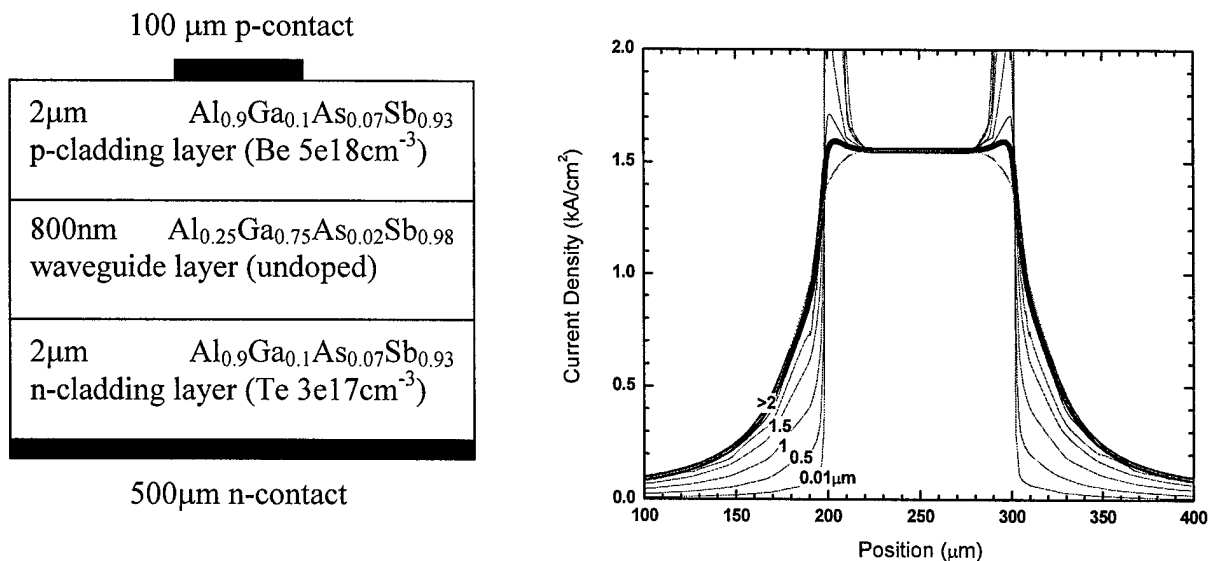 100 μm p-contact
2μm Al0.9Ga0.1As0.07Sb0.93
p-cladding layer (Be 5e18cm-3)
800nm Al0.25Ga0.75As0.02Sb0.98
waveguide layer (undoped)
2μm Al0.9Ga0.1As0.07Sb0.93
n-cladding layer (Te 3e17cm-3)
500μm n-contact
Current Density (kA/cm2)
2.0
1.5
1.0
0.5
0.0
>2
1.5
1
0.5
0.01μm
100 150 200 250 300 350 400
Position (μm)